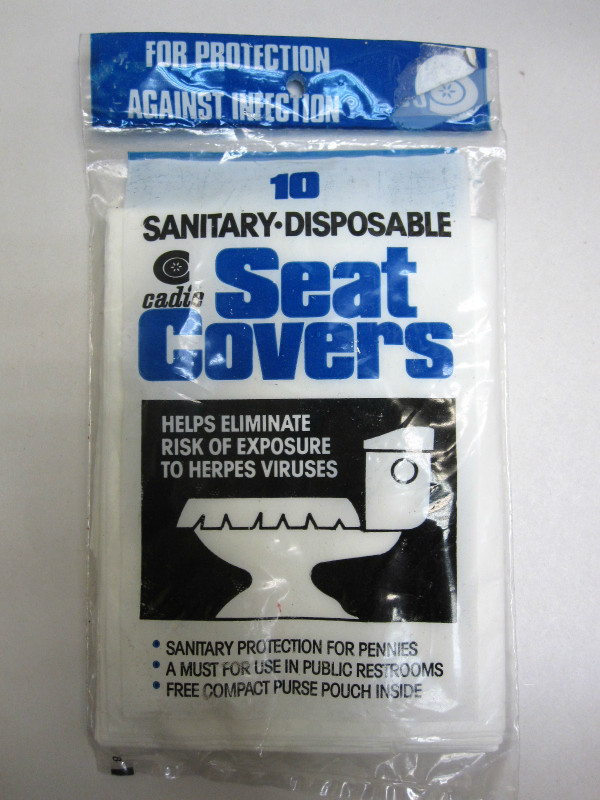 FOR PROTECTION
AGAINST INFECTION
10
SANITARY•DISPOSABLE
cadie
Seat
Covers
HELPS ELIMINATE
RISK OF EXPOSURE
TO HERPES VIRUSES
• SANITARY PROTECTION FOR PENNIES
• A MUST FOR USE IN PUBLIC RESTROOMS
• FREE COMPACT PURSE POUCH INSIDE